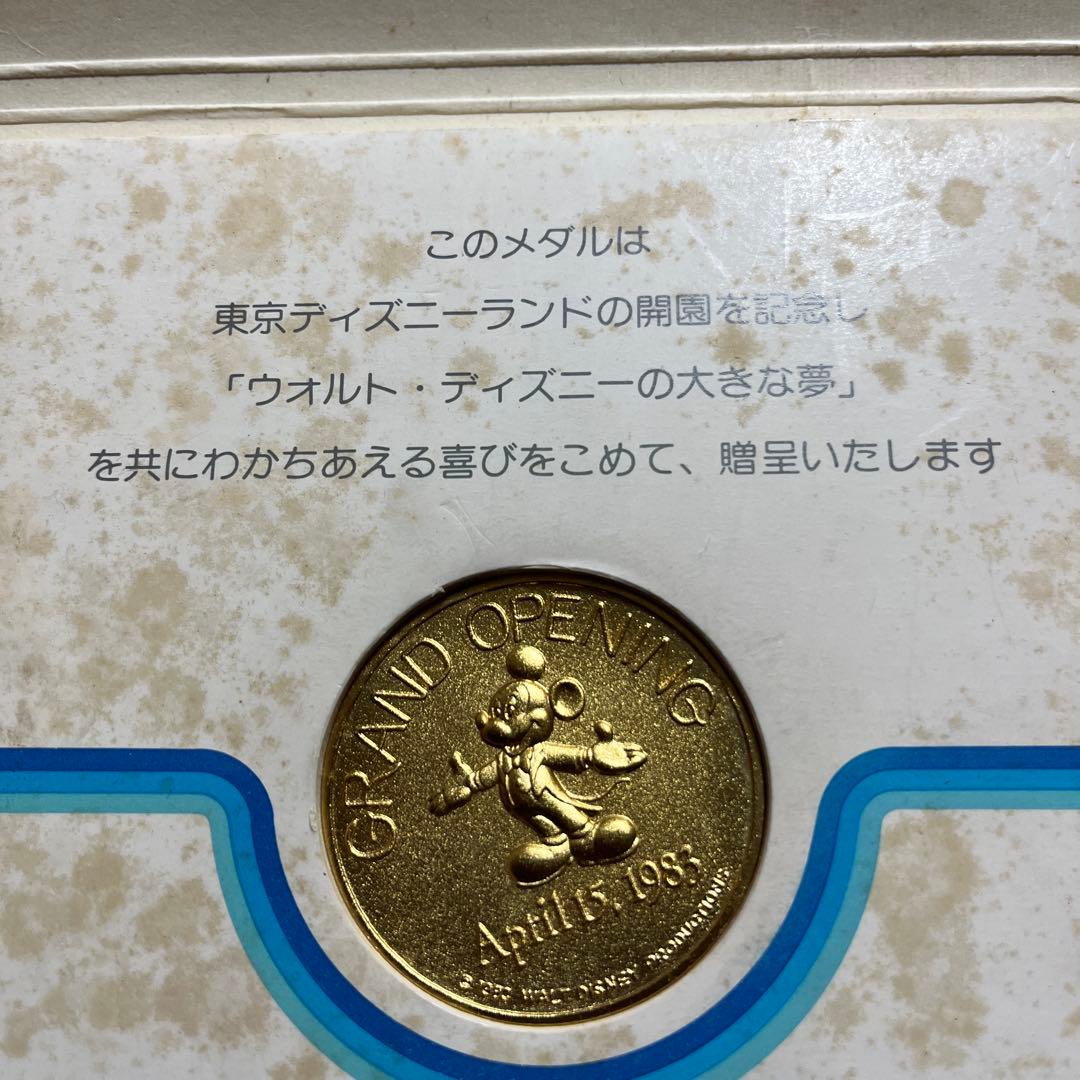 このメダルは
東京ディズニーランドの開園を記念し
「ウォルト・ディズニーの大きな夢」
を共にわかちあえる喜びをこめて、贈呈いたします
GRAND OPENING
April 15, 1983
© WALT DISNEY PRODUCTIONS